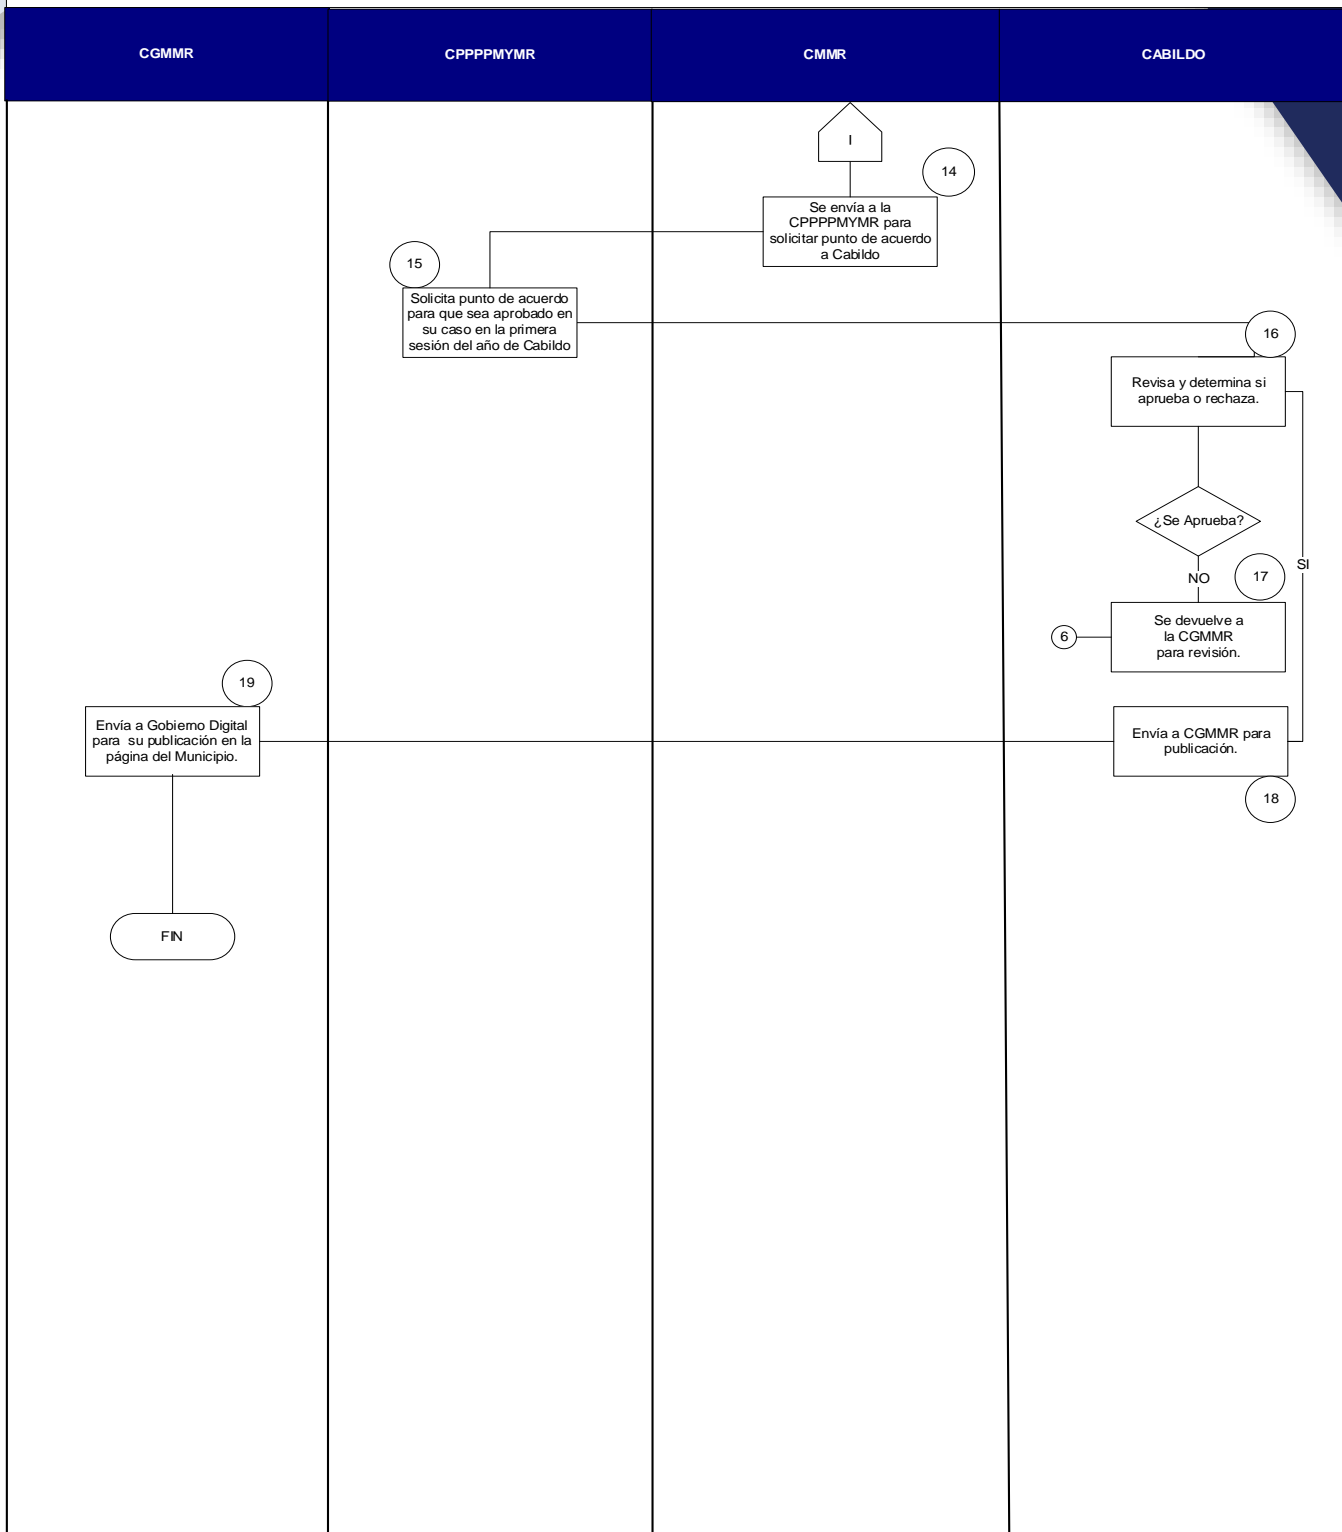 CGMMR
CPPPPMYMR
CMMR
CABILDO
I
14
Se envía a la
CPPPPMYMR para
solicitar punto de acuerdo
a Cabildo
15
Solicita punto de acuerdo
para que sea aprobado en
su caso en la primera
sesión del año de Cabildo
16
Revisa y determina si
aprueba o rechaza.
¿Se Aprueba?
SI
NO
17
Se devuelve a
la CGMMR
para revisión.
6
19
Envía a Gobierno Digital
para su publicación en la
página del Municipio.
Envía a CGMMR para
publicación.
18
FIN